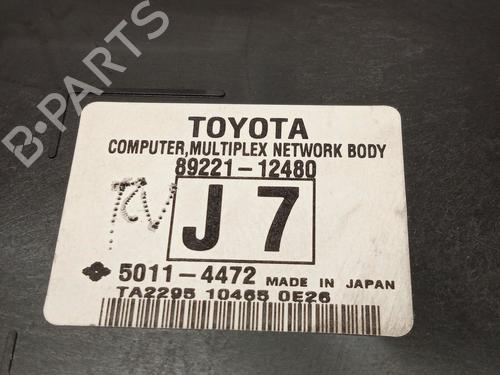 TOYOTA
COMPUTER, MULTIPLEX NETWORK BODY
89221-12480
J 7
5011-4472 MADE IN JAPAN
TA2295 10465 0E26
B-PARTS